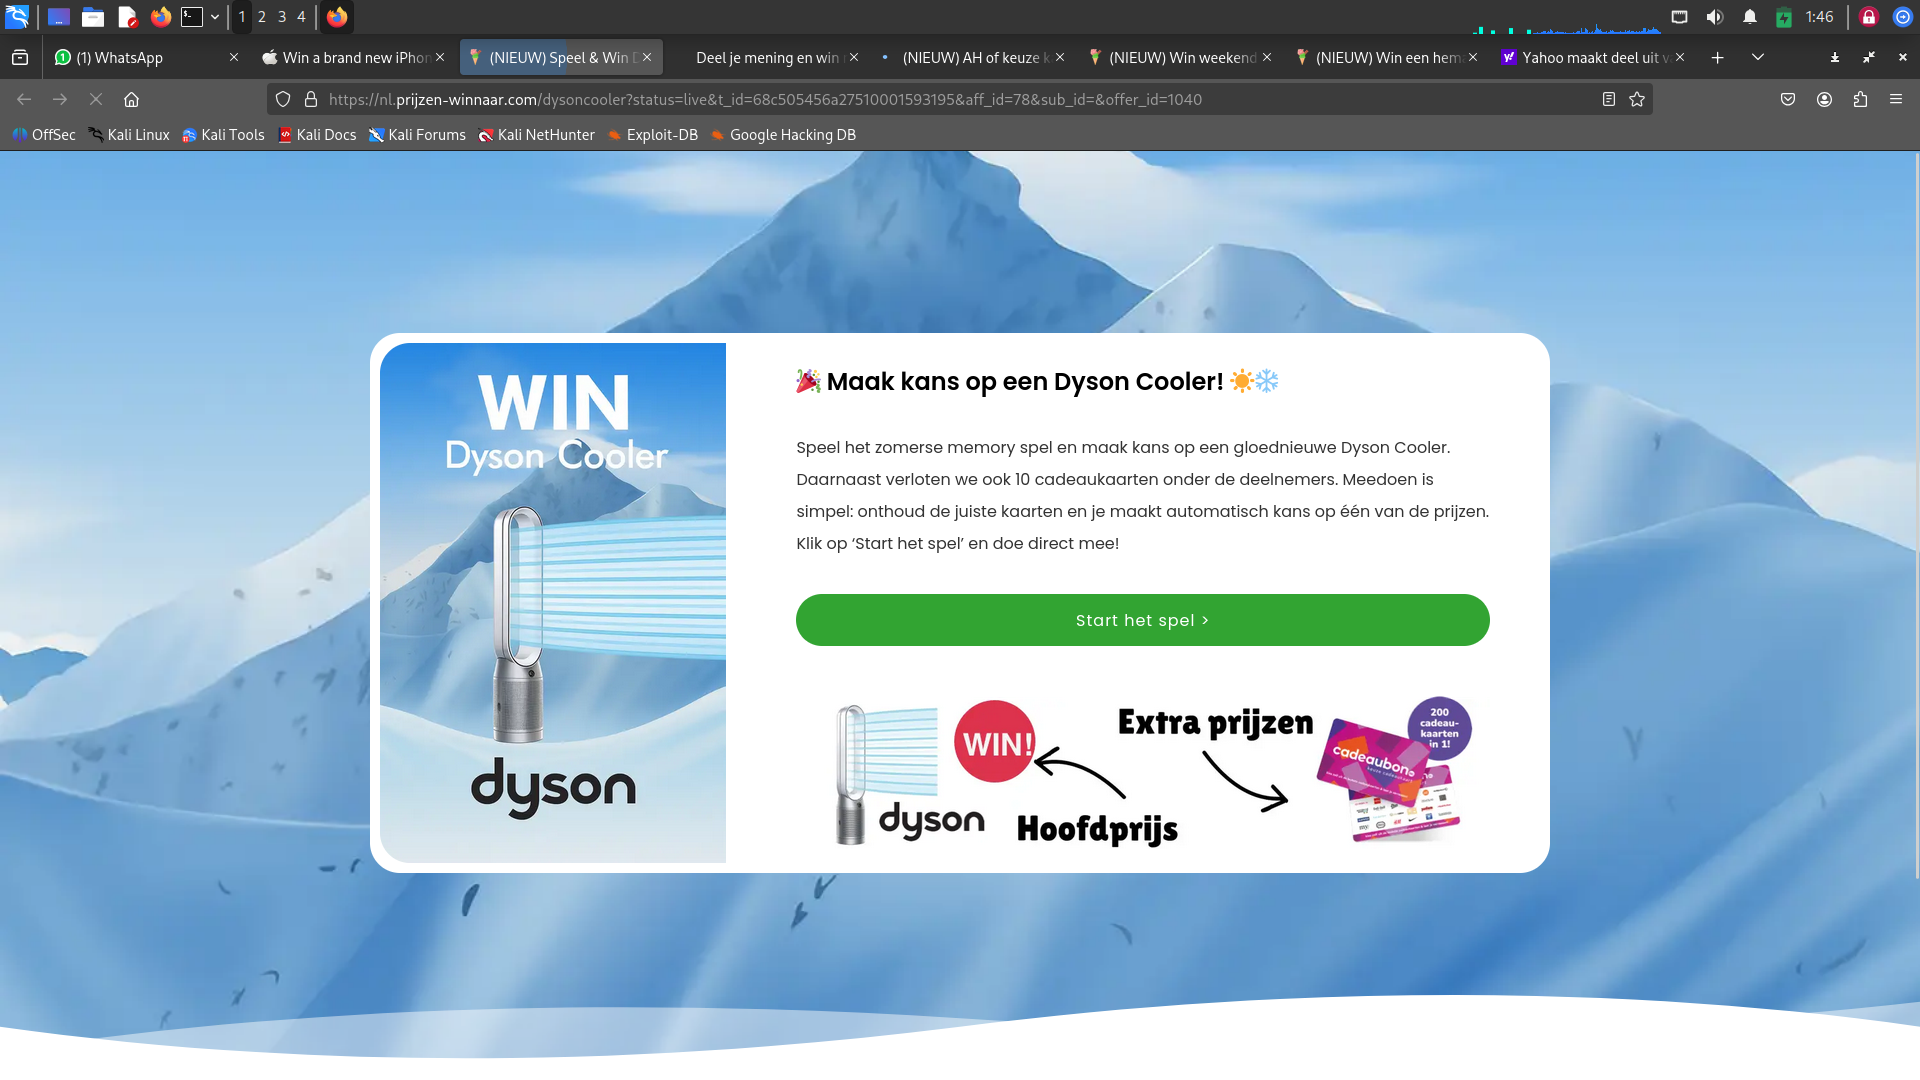 1 2 3 4
1:46
(1) WhatsApp
Win a brand new iPhon
(NIEUW) Speel & Win D
Deel je mening en win
(NIEUW) AH of keuze k
(NIEUW) Win weekend
(NIEUW) Win een hem
Yahoo maakt deel uit v
https://nl.prijzen-winnaar.com/dysoncooler?status=live&t_id=68c505456a27510001593195&aff_id=78&sub_id=&offer_id=1040
OffSec Kali Linux Kali Tools Kali Docs Kali Forums Kali NetHunter Exploit-DB Google Hacking DB
WIN
Dyson Cooler
dyson
Maak kans op een Dyson Cooler!
Speel het zomerse memory spel en maak kans op een gloednieuwe Dyson Cooler.
Daarnaast verloten we ook 10 cadeaukaarten onder de deelnemers. Meedoen is
simpel: onthoud de juiste kaarten en je maakt automatisch kans op één van de prijzen.
Klik op ‘Start het spel’ en doe direct mee!
Start het spel >
WIN!
dyson
Hoofdprijs
Extra prijzen
200
cadeau-
kaarten
in 1!
cadeaubon